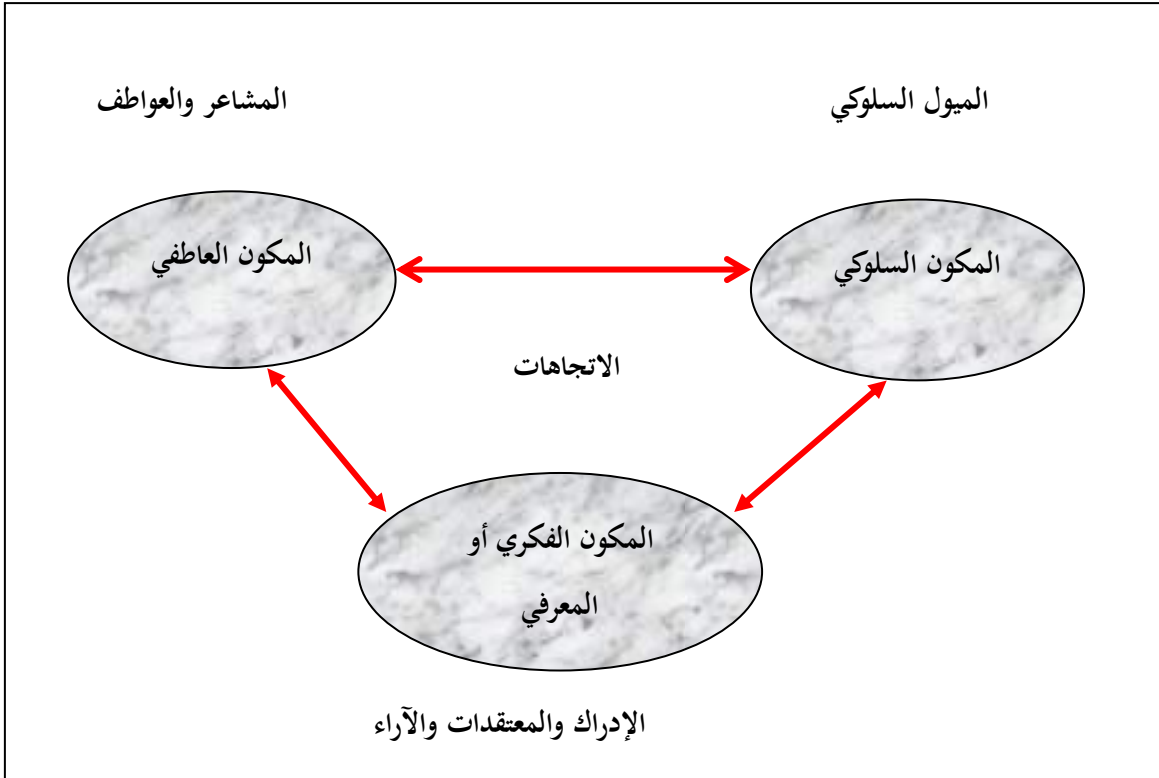 الميول السلوكي
المشاعر والعواطف
المكون السلوكي
المكون العاطفي
الاتجاهات
المكون الفكري أو
المعرفي
الإدراك والمعتقدات والآراء